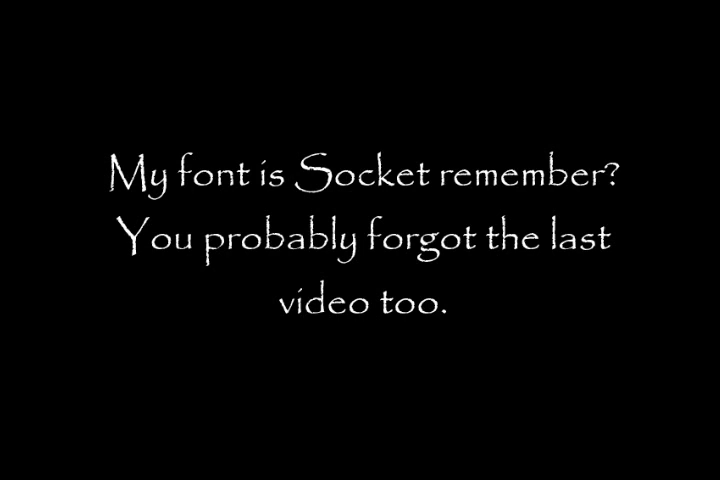 My font is Socket remember?
You probably forgot the last
video too.